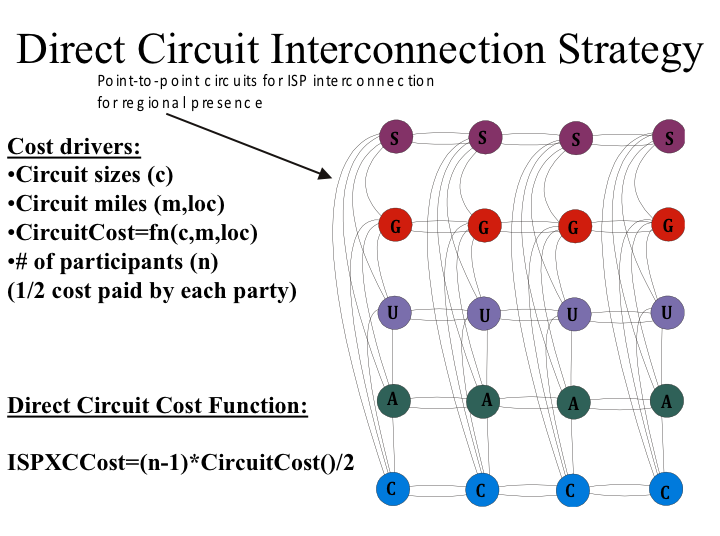 Direct Circuit Interconnection Strategy
Point-to-point circuits for ISP interconnection
for regional presence
Cost drivers:
•Circuit sizes (c)
•Circuit miles (m,loc)
•CircuitCost=fn(c,m,loc)
•# of participants (n)
(1/2 cost paid by each party)
Direct Circuit Cost Function:
ISPXCCost=(n-1)*CircuitCost()/2
S S S S
G G G G
U U U U
A A A A
C C C C